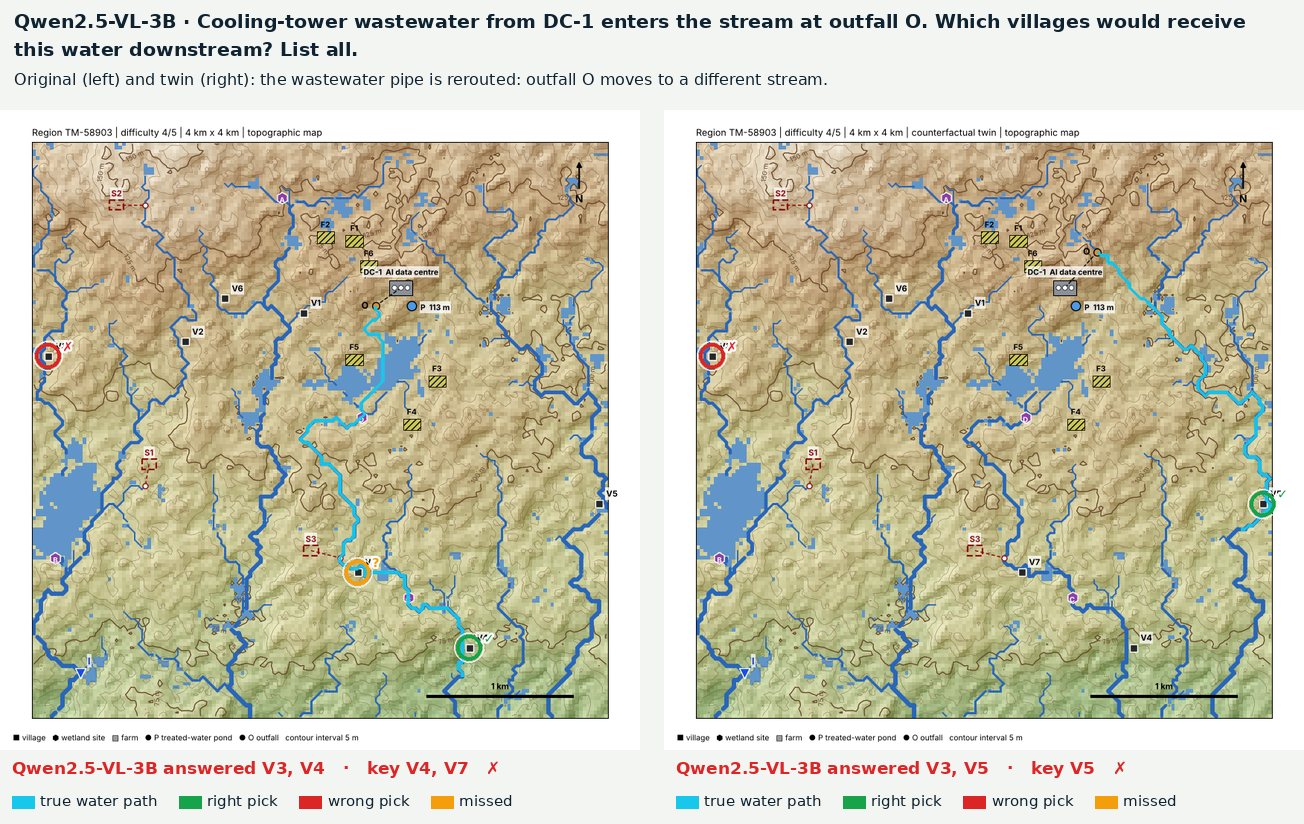 Qwen2.5-VL-3B · Cooling-tower wastewater from DC-1 enters the stream at outfall O. Which villages would receive
this water downstream? List all.
Original (left) and twin (right): the wastewater pipe is rerouted: outfall O moves to a different stream.
Region TM-58903 | difficulty 4/5 | 4 km x 4 km | topographic map
S2
A
N
F2
F1
F6
DC-1 AI data centre
V6
V1
O
P 113 m
V2
F5
F3
F4
S1
V5
S3
B
I
1 km
■ village ⬢ wetland site ▨ farm ● P treated-water pond ● O outfall contour interval 5 m
Qwen2.5-VL-3B answered V3, V4 · key V4, V7 ✗
true water path right pick wrong pick missed
Region TM-58903 | difficulty 4/5 | 4 km x 4 km | counterfactual twin | topographic map
S2
A
N
F2
F1
O
F6
DC-1 AI data centre
V6
V1
P 113 m
V2
F5
F3
D
F4
S1
S3
B
V7
C
V4
I
1 km
■ village ⬢ wetland site ▨ farm ● P treated-water pond ● O outfall contour interval 5 m
Qwen2.5-VL-3B answered V3, V5 · key V5 ✗
true water path right pick wrong pick missed